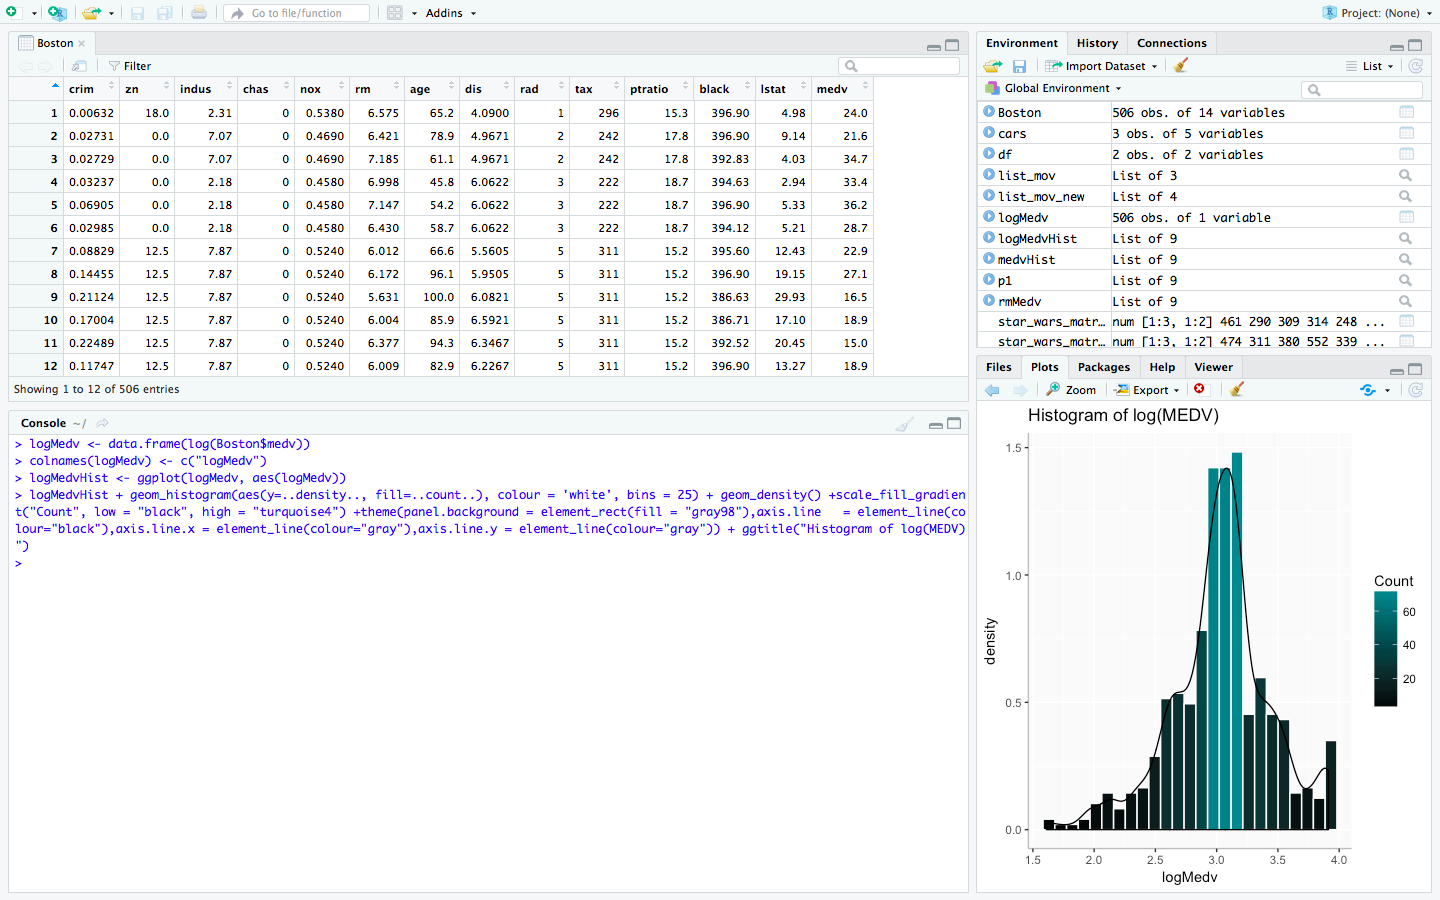 Go to file/function
Addins
Project: (None)
Boston
Filter
crim zn indus chas nox rm age dis rad tax ptratio black lstat medv
1 0.00632 18.0 2.31 0 0.5380 6.575 65.2 4.0900 1 296 15.3 396.90 4.98 24.0
2 0.02731 0.0 7.07 0 0.4690 6.421 78.9 4.9671 2 242 17.8 396.90 9.14 21.6
3 0.02729 0.0 7.07 0 0.4690 7.185 61.1 4.9671 2 242 17.8 392.83 4.03 34.7
4 0.03237 0.0 2.18 0 0.4580 6.998 45.8 6.0622 3 222 18.7 394.63 2.94 33.4
5 0.06905 0.0 2.18 0 0.4580 7.147 54.2 6.0622 3 222 18.7 396.90 5.33 36.2
6 0.02985 0.0 2.18 0 0.4580 6.430 58.7 6.0622 3 222 18.7 394.12 5.21 28.7
7 0.08829 12.5 7.87 0 0.5240 6.012 66.6 5.5605 5 311 15.2 395.60 12.43 22.9
8 0.14455 12.5 7.87 0 0.5240 6.172 96.1 5.9505 5 311 15.2 396.90 19.15 27.1
9 0.21124 12.5 7.87 0 0.5240 5.631 100.0 6.0821 5 311 15.2 386.63 29.93 16.5
10 0.17004 12.5 7.87 0 0.5240 6.004 85.9 6.5921 5 311 15.2 386.71 17.10 18.9
11 0.22489 12.5 7.87 0 0.5240 6.377 94.3 6.3467 5 311 15.2 392.52 20.45 15.0
12 0.11747 12.5 7.87 0 0.5240 6.009 82.9 6.2267 5 311 15.2 396.90 13.27 18.9
Showing 1 to 12 of 506 entries
Console ~/
> logMedv <- data.frame(log(Boston$medv))
> colnames(logMedv) <- c("logMedv")
> logMedvHist <- ggplot(logMedv, aes(logMedv))
> logMedvHist + geom_histogram(aes(y=..density.., fill=..count..), colour = 'white', bins = 25) + geom_density() +scale_fill_gradien
t("Count", low = "black", high = "turquoise4") +theme(panel.background = element_rect(fill = "gray98"),axis.line   = element_line(co
lour="black"),axis.line.x = element_line(colour="gray"),axis.line.y = element_line(colour="gray")) + ggtitle("Histogram of log(MEDV)
")
>
Environment History Connections
Import Dataset List
Global Environment
Boston 506 obs. of 14 variables
cars 3 obs. of 5 variables
df 2 obs. of 2 variables
list_mov List of 3
list_mov_new List of 4
logMedv 506 obs. of 1 variable
logMedvHist List of 9
medvHist List of 9
p1 List of 9
rmMedv List of 9
star_wars_matr… num [1:3, 1:2] 461 290 309 314 248 ...
star_wars_matr… num [1:3, 1:2] 474 311 380 552 339 ...
Files Plots Packages Help Viewer
Zoom Export
Histogram of log(MEDV)
1.5
1.0
0.5
0.0
density
1.5 2.0 2.5 3.0 3.5 4.0
logMedv
Count
60
40
20